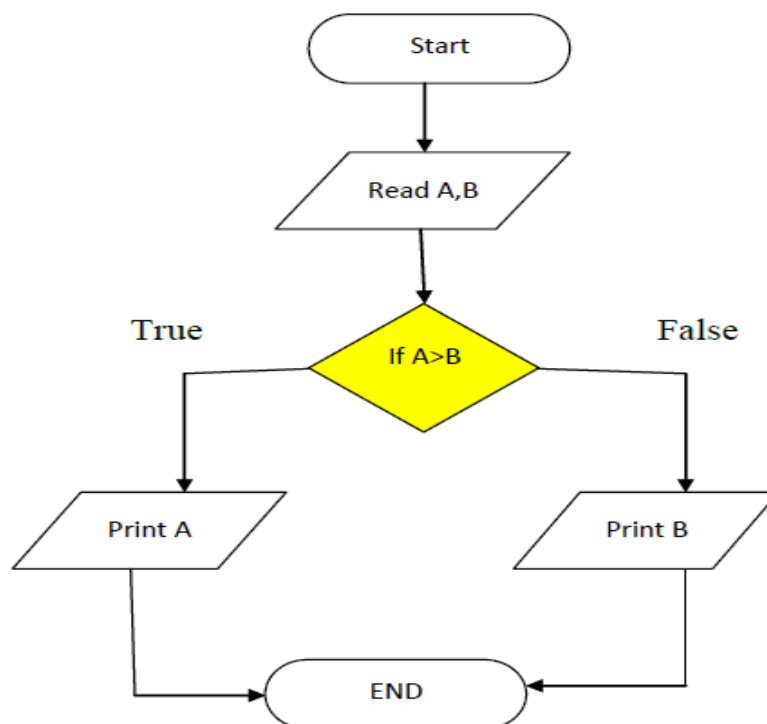 Start
Read A,B
True
False
If A>B
Print A
Print B
END